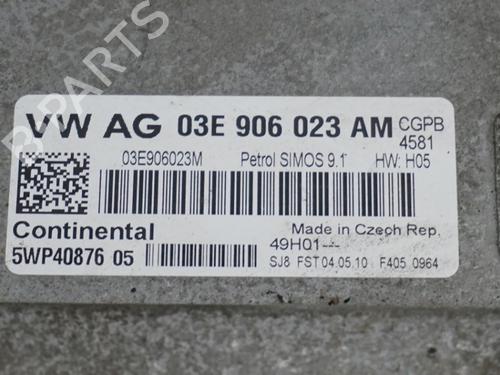 B-PARTS
VW AG 03E 906 023 AM CGPB
4581
03E906023M Petrol SIMOS 9.1 HW: H05
Continental Made in Czech Rep.
5WP40876 05 49H01---
SJ8 FST 04.05.10 F405 0964